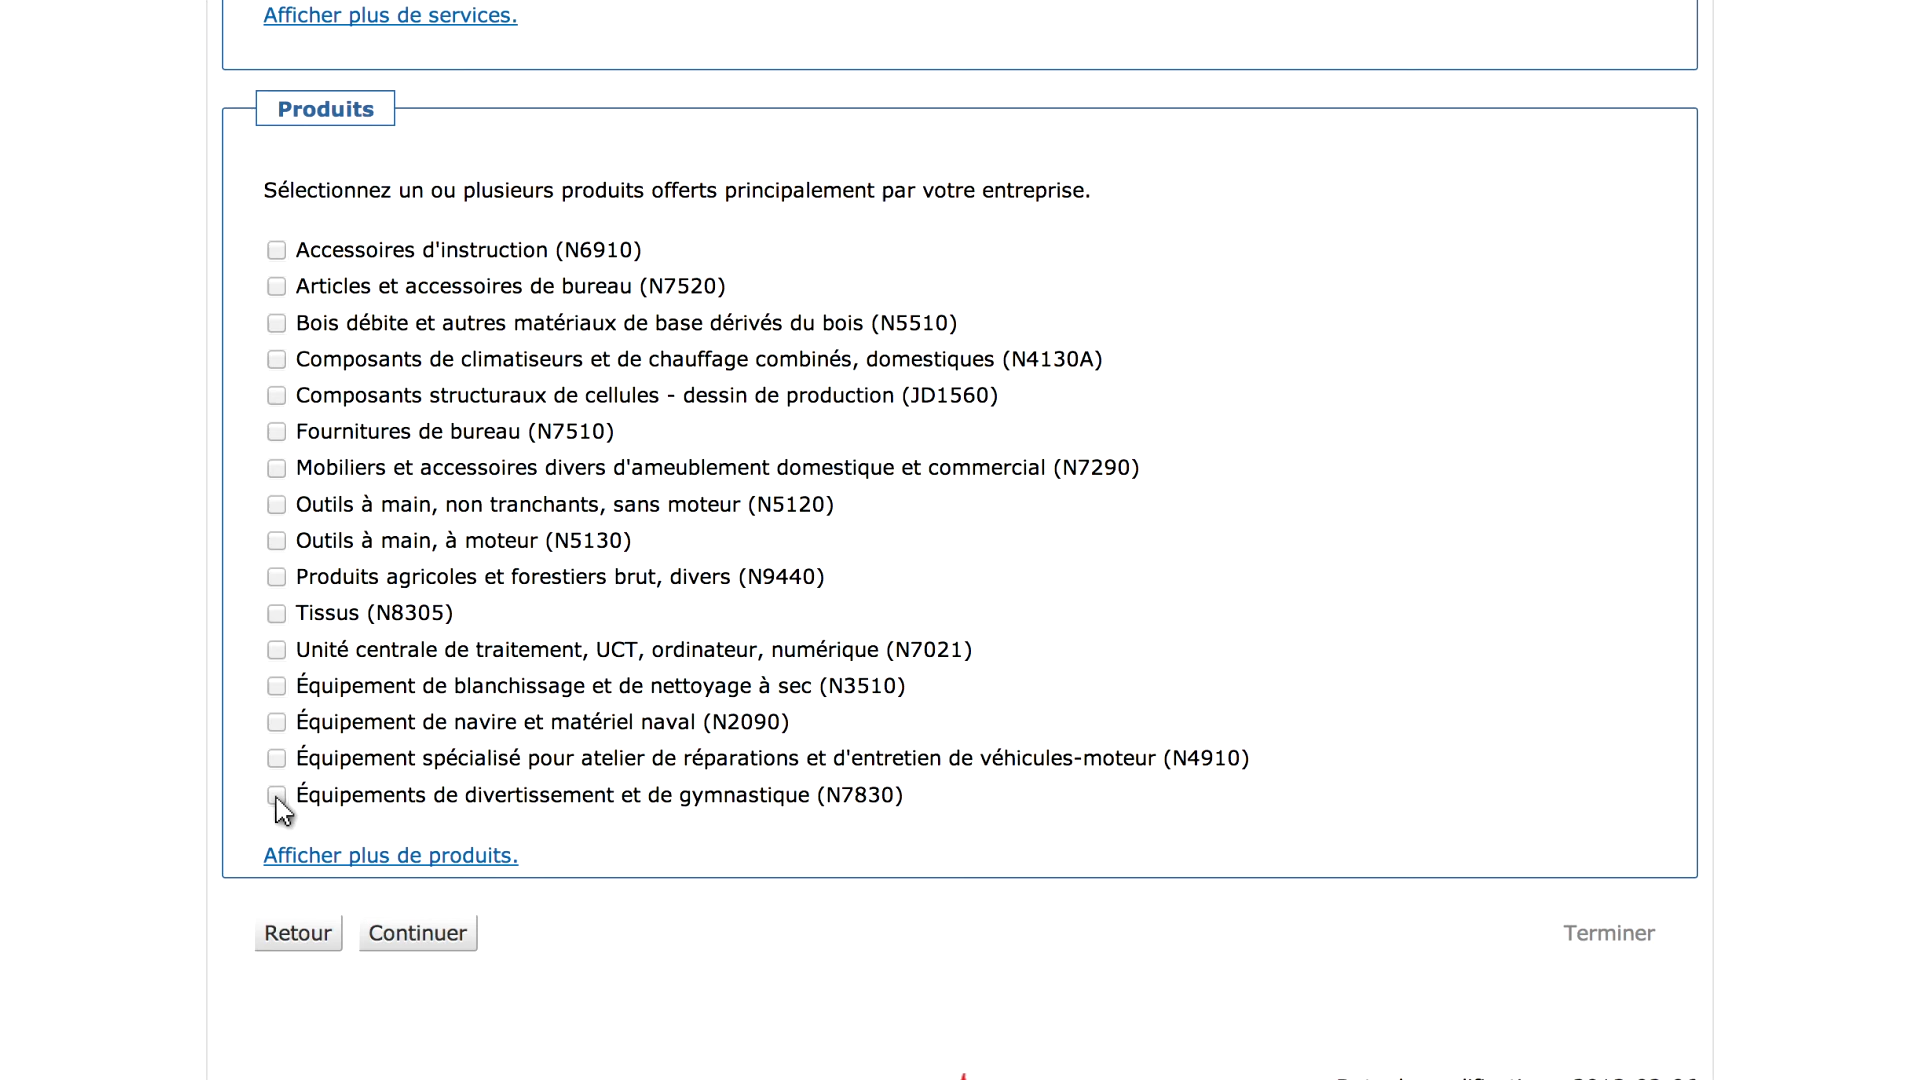 Afficher plus de services.
Produits
Sélectionnez un ou plusieurs produits offerts principalement par votre entreprise.
Accessoires d'instruction (N6910)
Articles et accessoires de bureau (N7520)
Bois débite et autres matériaux de base dérivés du bois (N5510)
Composants de climatiseurs et de chauffage combinés, domestiques (N4130A)
Composants structuraux de cellules - dessin de production (JD1560)
Fournitures de bureau (N7510)
Mobiliers et accessoires divers d'ameublement domestique et commercial (N7290)
Outils à main, non tranchants, sans moteur (N5120)
Outils à main, à moteur (N5130)
Produits agricoles et forestiers brut, divers (N9440)
Tissus (N8305)
Unité centrale de traitement, UCT, ordinateur, numérique (N7021)
Équipement de blanchissage et de nettoyage à sec (N3510)
Équipement de navire et matériel naval (N2090)
Équipement spécialisé pour atelier de réparations et d'entretien de véhicules-moteur (N4910)
Équipements de divertissement et de gymnastique (N7830)
Afficher plus de produits.
Retour Continuer Terminer